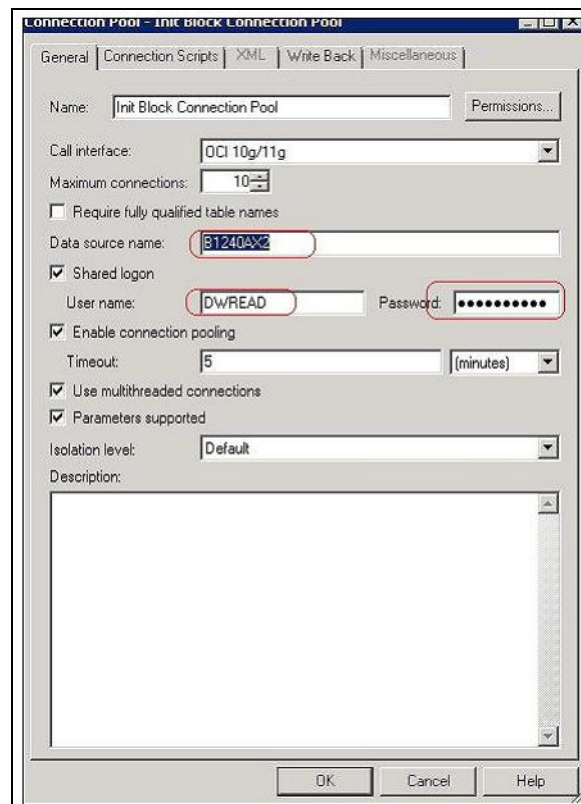 Connection Pool - Init Block Connection Pool
General Connection Scripts XML Write Back Miscellaneous
Name: Init Block Connection Pool Permissions...
Call interface: OCI 10g/11g
Maximum connections: 10
Require fully qualified table names
Data source name: B1240AX2
Shared logon
User name: DWREAD Password: ●●●●●●●●●●
Enable connection pooling
Timeout: 5 (minutes)
Use multithreaded connections
Parameters supported
Isolation level: Default
Description:
OK Cancel Help